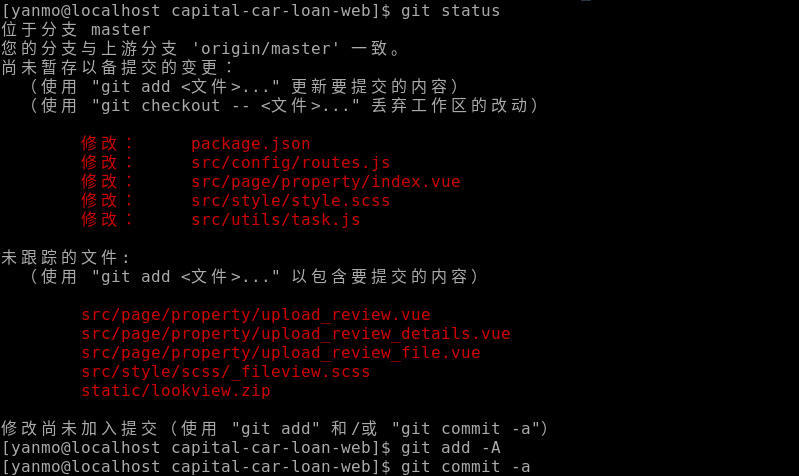 [yanmo@localhost capital-car-loan-web]$ git status
位于分支 master
您的分支与上游分支 'origin/master' 一致。
尚未暂存以备提交的变更：
  （使用 "git add <文件>..." 更新要提交的内容）
  （使用 "git checkout -- <文件>..." 丢弃工作区的改动）
        修改：     package.json
        修改：     src/config/routes.js
        修改：     src/page/property/index.vue
        修改：     src/style/style.scss
        修改：     src/utils/task.js
未跟踪的文件:
  （使用 "git add <文件>..." 以包含要提交的内容）
        src/page/property/upload_review.vue
        src/page/property/upload_review_details.vue
        src/page/property/upload_review_file.vue
        src/style/scss/_fileview.scss
        static/lookview.zip
修改尚未加入提交（使用 "git add" 和/或 "git commit -a"）
[yanmo@localhost capital-car-loan-web]$ git add -A
[yanmo@localhost capital-car-loan-web]$ git commit -a